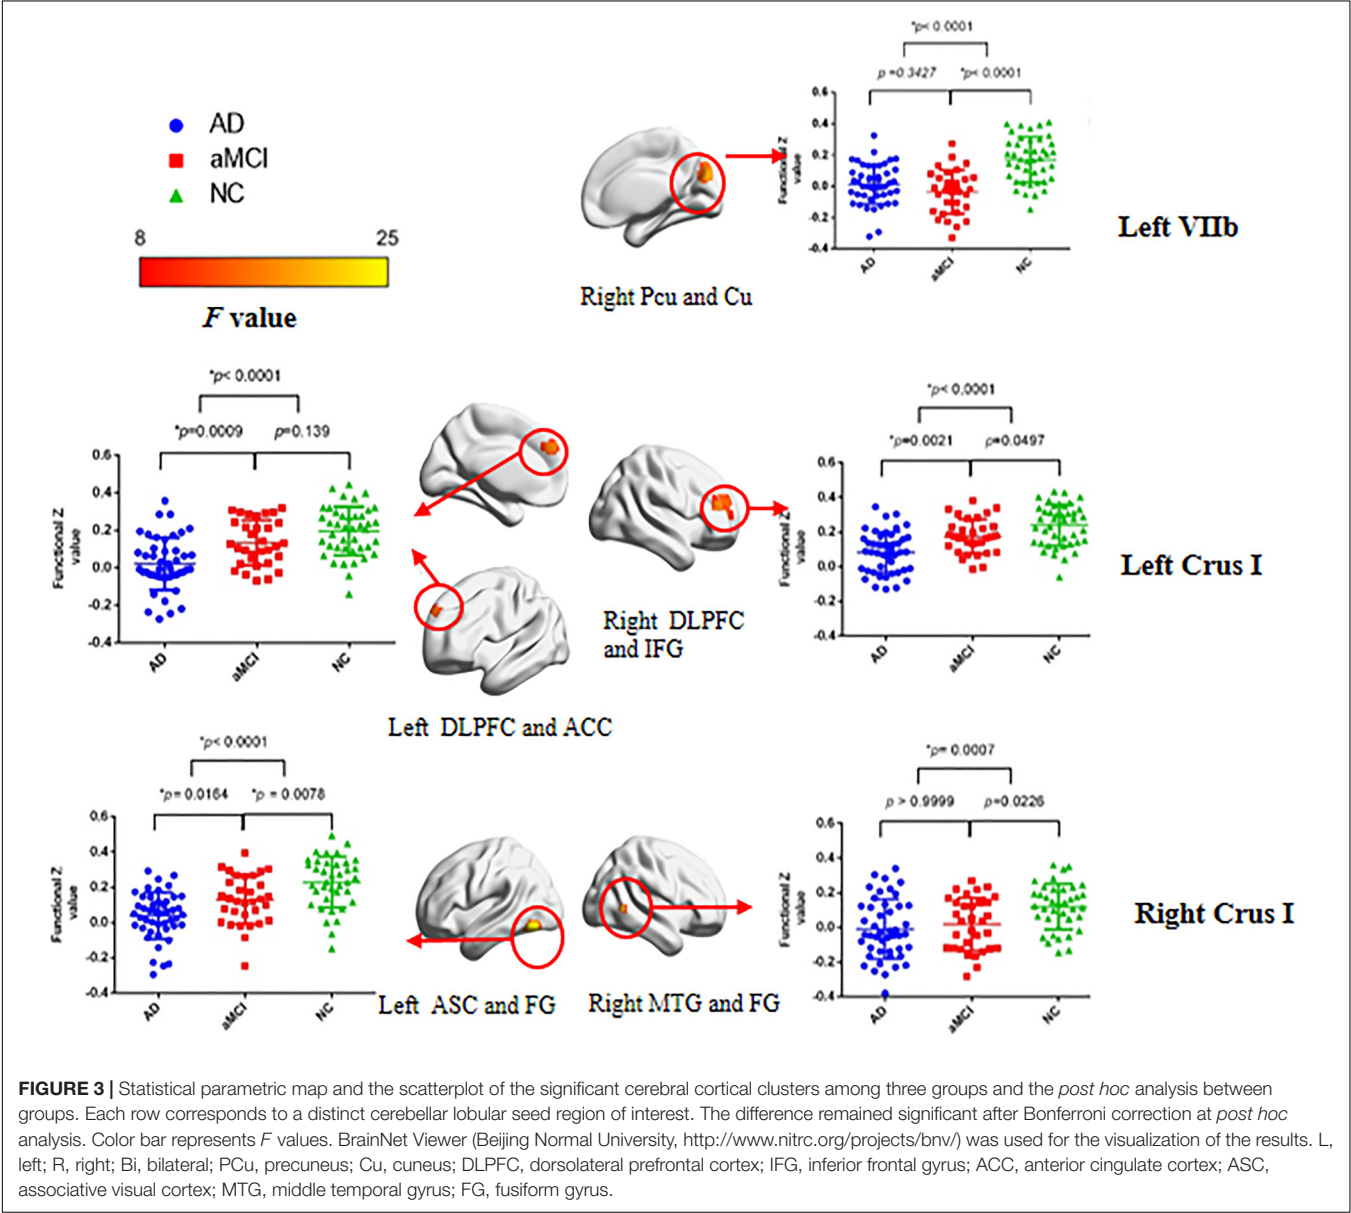 AD
aMCI
NC
8 25
F value
*p< 0.0001
p =0.3427 *p< 0.0001
0.6
0.4
0.2
0.0
-0.2
-0.4
Functional Z
value
AD aMCI NC
Right Pcu and Cu
Left VIIb
*p< 0.0001
*p=0.0009 p=0.139
0.6
0.4
0.2
0.0
-0.2
-0.4
Functional Z
value
AD aMCI NC
Left DLPFC and ACC
Right DLPFC
and IFG
*p< 0.0001
*p=0.0021 p=0.0497
0.6
0.4
0.2
0.0
-0.2
-0.4
Functional Z
value
AD aMCI NC
Left Crus I
*p< 0.0001
*p= 0.0164 *p = 0.0078
0.6
0.4
0.2
0.0
-0.2
-0.4
Functional Z
value
AD aMCI NC
Left ASC and FG
Right MTG and FG
*p= 0.0007
p > 0.9999 p=0.0226
0.6
0.4
0.2
0.0
-0.2
-0.4
Functional Z
value
AD aMCI NC
Right Crus I
FIGURE 3 | Statistical parametric map and the scatterplot of the significant cerebral cortical clusters among three groups and the post hoc analysis between
groups. Each row corresponds to a distinct cerebellar lobular seed region of interest. The difference remained significant after Bonferroni correction at post hoc
analysis. Color bar represents F values. BrainNet Viewer (Beijing Normal University, http://www.nitrc.org/projects/bnv/) was used for the visualization of the results. L,
left; R, right; Bi, bilateral; PCu, precuneus; Cu, cuneus; DLPFC, dorsolateral prefrontal cortex; IFG, inferior frontal gyrus; ACC, anterior cingulate cortex; ASC,
associative visual cortex; MTG, middle temporal gyrus; FG, fusiform gyrus.